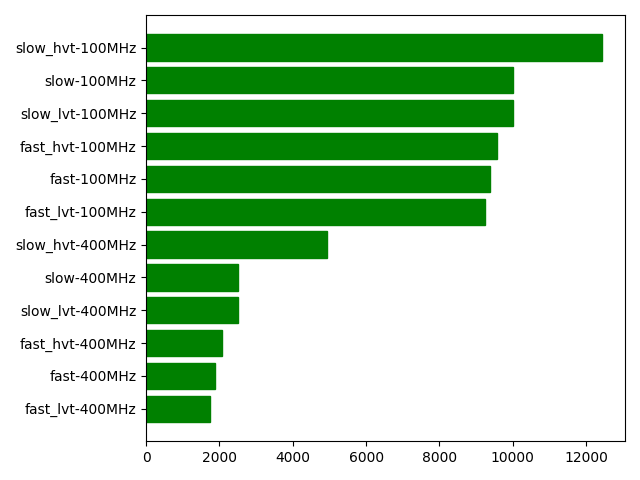 slow_hvt-100MHz
slow-100MHz
slow_lvt-100MHz
fast_hvt-100MHz
fast-100MHz
fast_lvt-100MHz
slow_hvt-400MHz
slow-400MHz
slow_lvt-400MHz
fast_hvt-400MHz
fast-400MHz
fast_lvt-400MHz
0 2000 4000 6000 8000 10000 12000